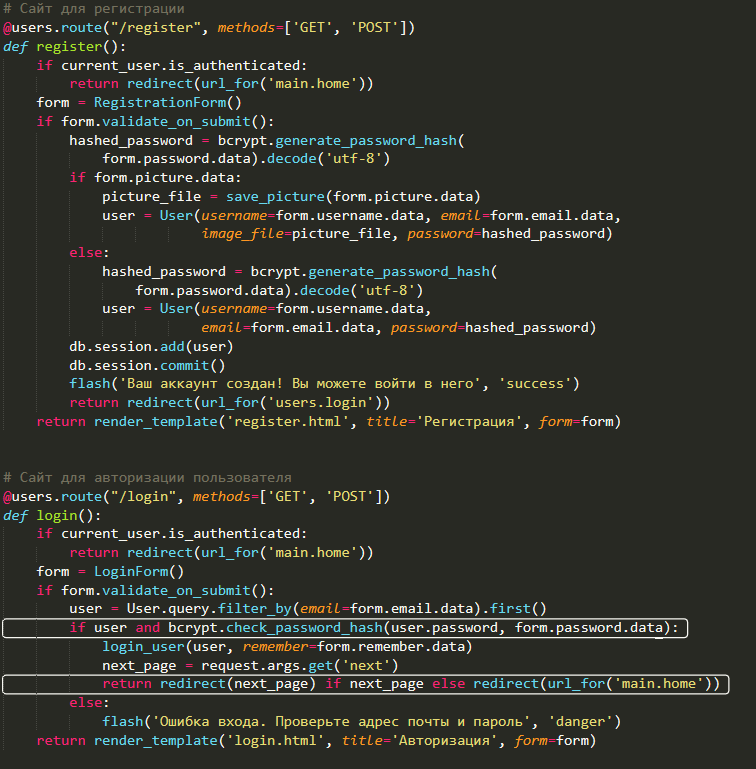 # Сайт для регистрации
@users.route("/register", methods=['GET', 'POST'])
def register():
    if current_user.is_authenticated:
        return redirect(url_for('main.home'))
    form = RegistrationForm()
    if form.validate_on_submit():
        hashed_password = bcrypt.generate_password_hash(
            form.password.data).decode('utf-8')
        if form.picture.data:
            picture_file = save_picture(form.picture.data)
            user = User(username=form.username.data, email=form.email.data,
                        image_file=picture_file, password=hashed_password)
        else:
            hashed_password = bcrypt.generate_password_hash(
                form.password.data).decode('utf-8')
            user = User(username=form.username.data,
                        email=form.email.data, password=hashed_password)
        db.session.add(user)
        db.session.commit()
        flash('Ваш аккаунт создан! Вы можете войти в него', 'success')
        return redirect(url_for('users.login'))
    return render_template('register.html', title='Регистрация', form=form)
# Сайт для авторизации пользователя
@users.route("/login", methods=['GET', 'POST'])
def login():
    if current_user.is_authenticated:
        return redirect(url_for('main.home'))
    form = LoginForm()
    if form.validate_on_submit():
        user = User.query.filter_by(email=form.email.data).first()
        if user and bcrypt.check_password_hash(user.password, form.password.data):
            login_user(user, remember=form.remember.data)
            next_page = request.args.get('next')
            return redirect(next_page) if next_page else redirect(url_for('main.home'))
        else:
            flash('Ошибка входа. Проверьте адрес почты и пароль', 'danger')
    return render_template('login.html', title='Авторизация', form=form)